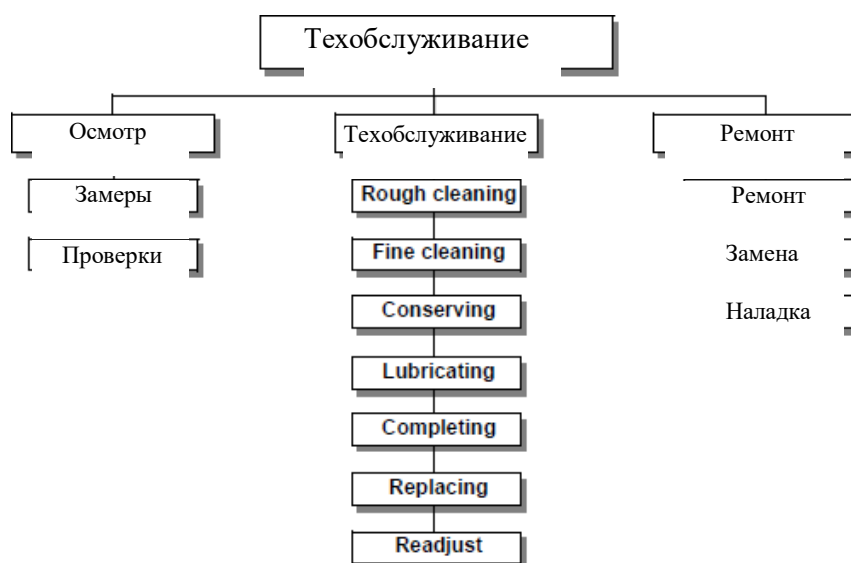 Техобслуживание
Осмотр
Техобслуживание
Ремонт
Замеры
Rough cleaning
Ремонт
Проверки
Fine cleaning
Замена
Conserving
Наладка
Lubricating
Completing
Replacing
Readjust